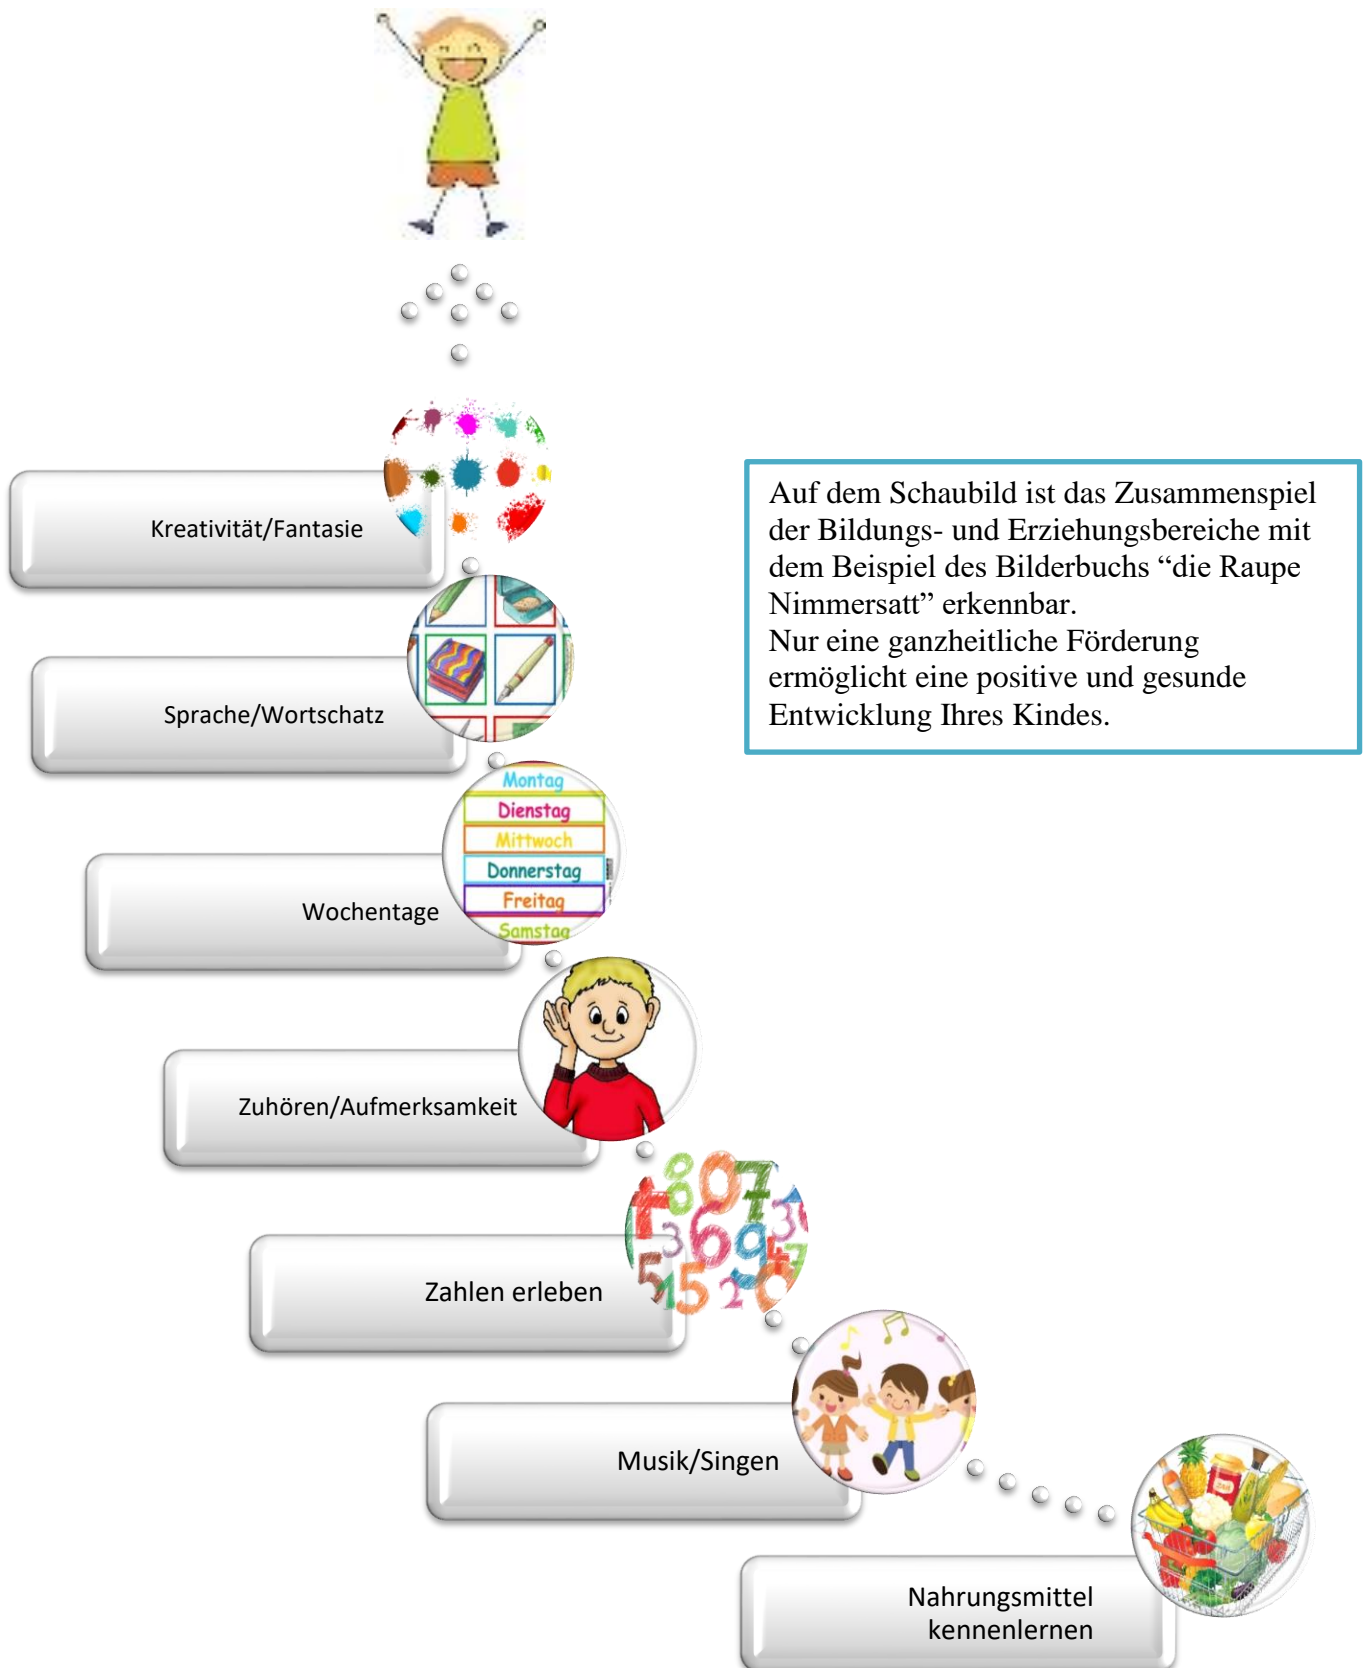 Kreativität/Fantasie
Auf dem Schaubild ist das Zusammenspiel
der Bildungs- und Erziehungsbereiche mit
dem Beispiel des Bilderbuchs “die Raupe
Nimmersatt” erkennbar.
Nur eine ganzheitliche Förderung
ermöglicht eine positive und gesunde
Entwicklung Ihres Kindes.
Sprache/Wortschatz
Montag
Dienstag
Mittwoch
Donnerstag
Freitag
Samstag
Wochentage
Zuhören/Aufmerksamkeit
Zahlen erleben
Musik/Singen
Nahrungsmittel
kennenlernen